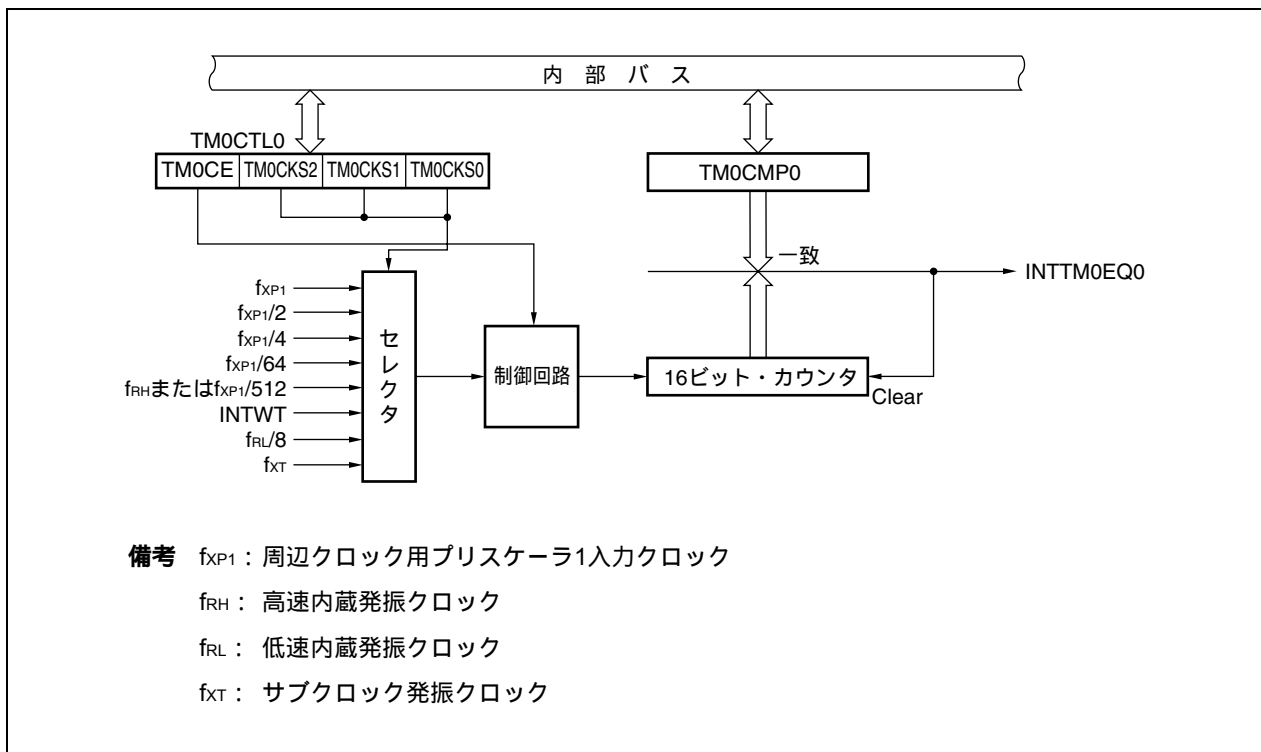 内 部 バ ス
TM0CTL0
TM0CE TM0CKS2 TM0CKS1 TM0CKS0
TM0CMP0
一致
INTTM0EQ0
fXP1
fXP1/2
fXP1/4
fXP1/64
fRHまたはfXP1/512
INTWT
fRL/8
fXT
セレクタ
制御回路
16ビット・カウンタ
Clear
備考 fXP1：周辺クロック用プリスケーラ1入力クロック
fRH：高速内蔵発振クロック
fRL：低速内蔵発振クロック
fXT：サブクロック発振クロック